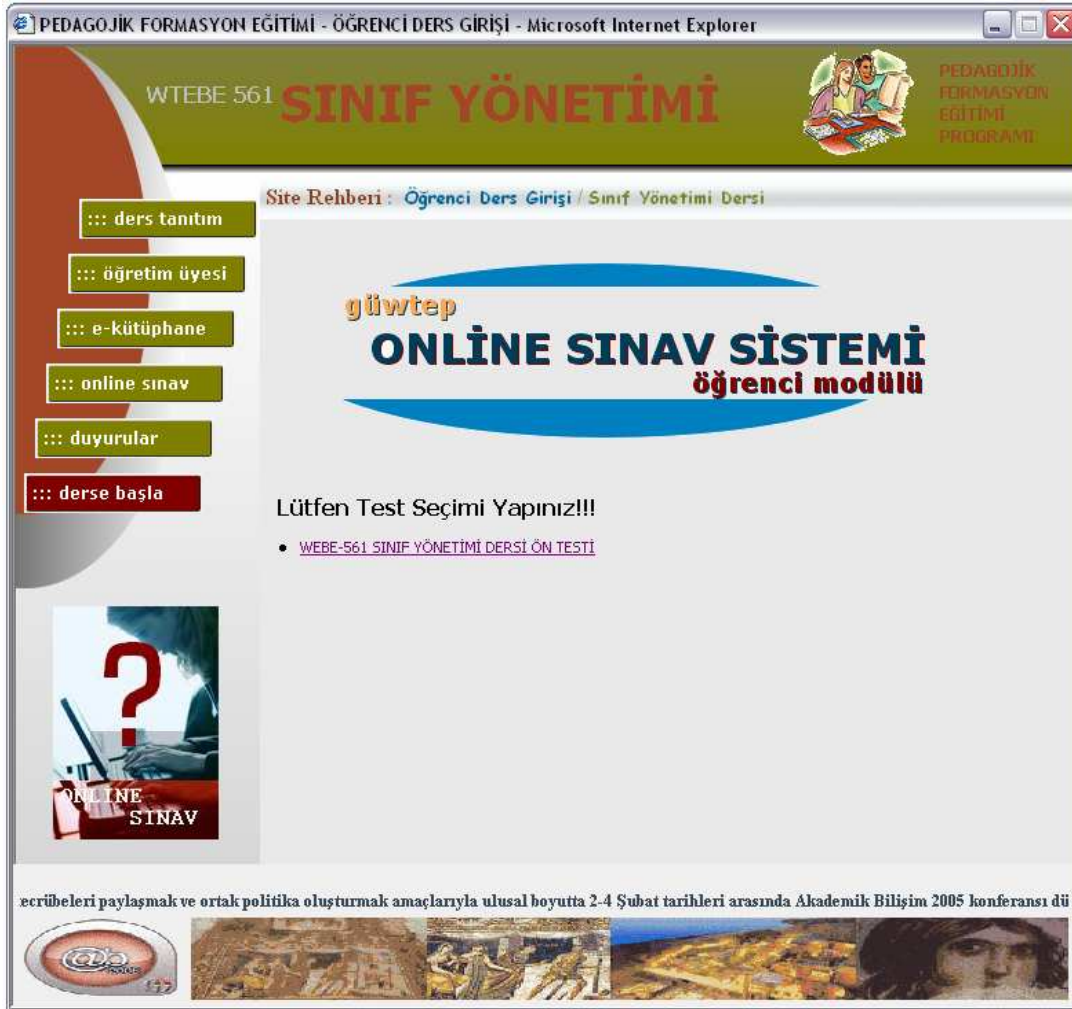 PEDAGOJİK FORMASYON EĞİTİMİ - ÖĞRENCİ DERS GİRİŞİ - Microsoft Internet Explorer
WTEBE 561 SINIF YÖNETİMİ
PEDAGOJİK
FORMASYON
EĞİTİMİ
PROGRAMI
Site Rehberi : Öğrenci Ders Girişi / Sınıf Yönetimi Dersi
::: ders tanıtım
::: öğretim üyesi
::: e-kütüphane
::: online sınav
::: duyurular
::: derse başla
güwtep
ONLİNE SINAV SİSTEMİ
öğrenci modülü
Lütfen Test Seçimi Yapınız!!!
• WEBE-561 SINIF YÖNETİMİ DERSİ ÖN TESTİ
?
ONLINE
SINAV
ecrübeleri paylaşmak ve ortak politika oluşturmak amaçlarıyla ulusal boyutta 2-4 Şubat tarihleri arasında Akademik Bilişim 2005 konferansı dü